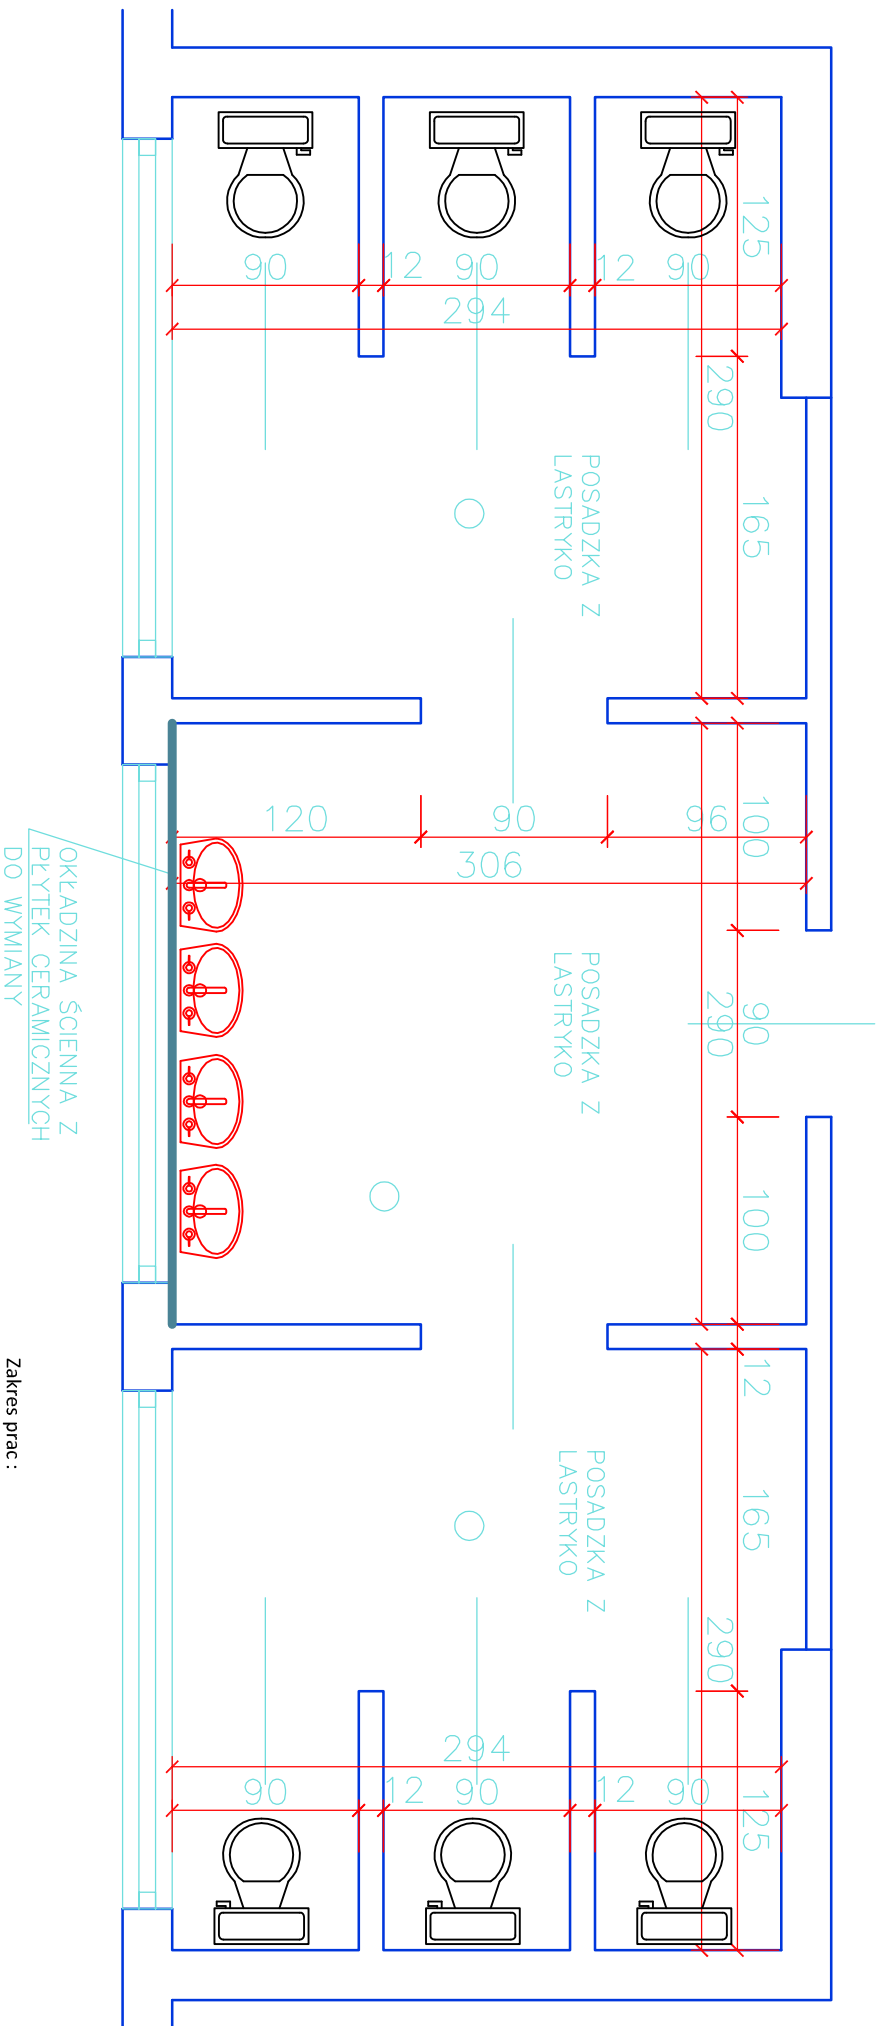 125
90
12
90
12
90
294
290
165
POSADZKA Z
LASTRYKO
120
90
96
100
306
OKŁADZINA ŚCIENNA Z
PŁYTEK CERAMICZNYCH
DO WYMIANY
POSADZKA Z
LASTRYKO
90
290
100
12
165
POSADZKA Z
LASTRYKO
290
294
90
12
90
12
90
125
Zakres prac :